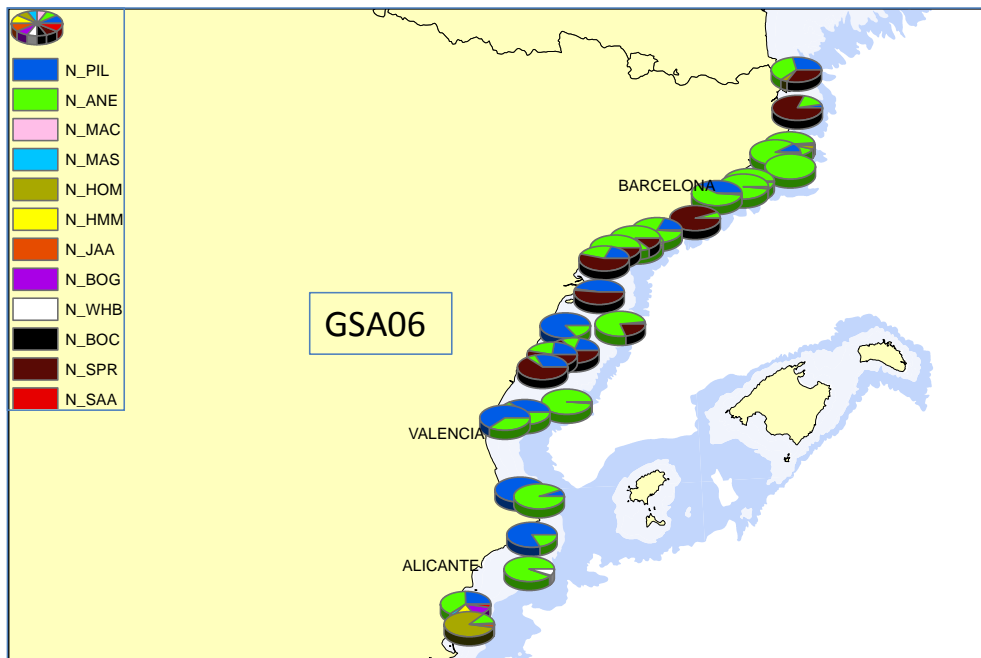 N_PIL
N_ANE
N_MAC
N_MAS
N_HOM
N_HMM
N_JAA
N_BOG
N_WHB
N_BOC
N_SPR
N_SAA
BARCELONA
GSA06
VALENCIA
ALICANTE